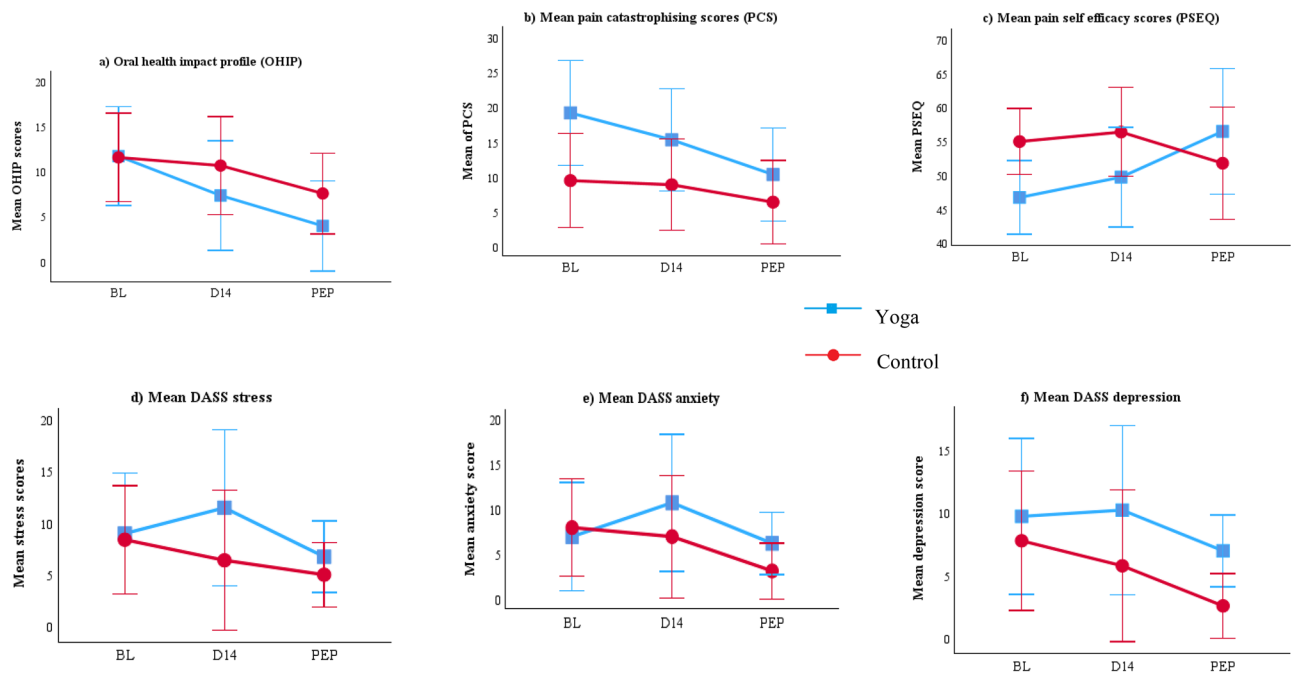 a) Oral health impact profile (OHIP)
Mean OHIP scores
20
15
10
5
0
BL D14 PEP
b) Mean pain catastrophising scores (PCS)
Mean of PCS
30
25
20
15
10
5
0
BL D14 PEP
c) Mean pain self efficacy scores (PSEQ)
Mean PSEQ
70
65
60
55
50
45
40
BL D14 PEP
Yoga
Control
d) Mean DASS stress
Mean stress scores
20
15
10
5
0
BL D14 PEP
e) Mean DASS anxiety
Mean anxiety score
20
15
10
5
0
BL D14 PEP
f) Mean DASS depression
Mean depression score
15
10
5
0
BL D14 PEP